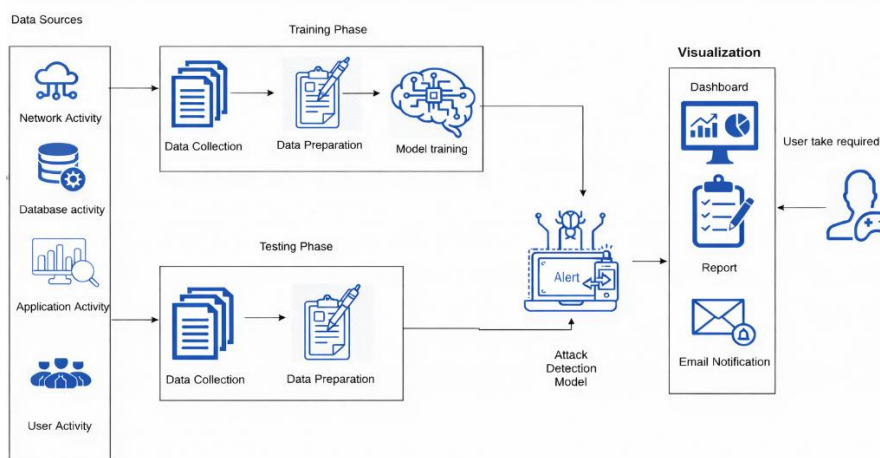 Data Sources
Training Phase
Visualization
Network Activity
Data Collection
Data Preparation
Model training
Dashboard
User take required
Database activity
Testing Phase
Report
Application Activity
Alert
Data Collection
Data Preparation
Attack
Detection
Model
Email Notification
User Activity